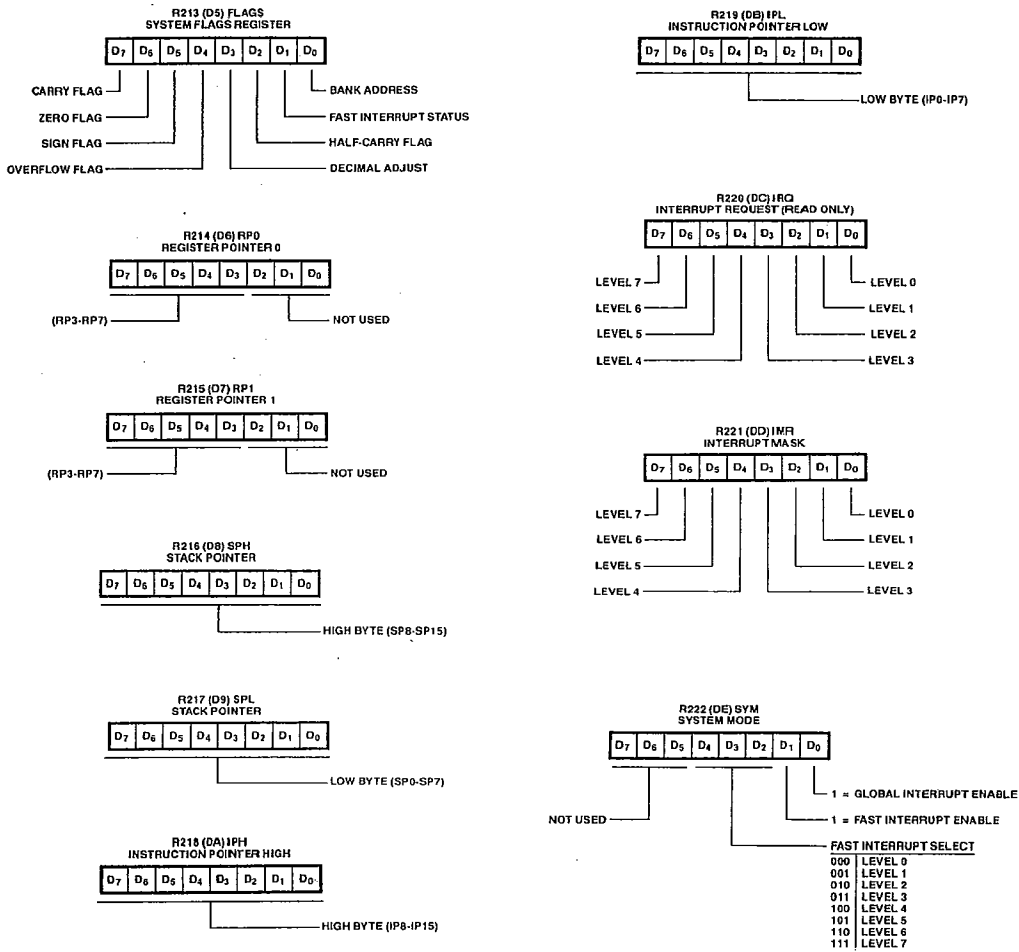 R213 (D5) FLAGS
SYSTEM FLAGS REGISTER
D7 D6 D5 D4 D3 D2 D1 D0
CARRY FLAG
ZERO FLAG
SIGN FLAG
OVERFLOW FLAG
BANK ADDRESS
FAST INTERRUPT STATUS
HALF-CARRY FLAG
DECIMAL ADJUST
R214 (D6) RP0
REGISTER POINTER 0
D7 D6 D5 D4 D3 D2 D1 D0
(RP3-RP7)
NOT USED
R215 (D7) RP1
REGISTER POINTER 1
D7 D6 D5 D4 D3 D2 D1 D0
(RP3-RP7)
NOT USED
R216 (D8) SPH
STACK POINTER
D7 D6 D5 D4 D3 D2 D1 D0
HIGH BYTE (SP8-SP15)
R217 (D9) SPL
STACK POINTER
D7 D6 D5 D4 D3 D2 D1 D0
LOW BYTE (SP0-SP7)
R218 (DA) IPH
INSTRUCTION POINTER HIGH
D7 D6 D5 D4 D3 D2 D1 D0
HIGH BYTE (IP8-IP15)
R219 (DB) IPL
INSTRUCTION POINTER LOW
D7 D6 D5 D4 D3 D2 D1 D0
LOW BYTE (IP0-IP7)
R220 (DC) IRQ
INTERRUPT REQUEST (READ ONLY)
D7 D6 D5 D4 D3 D2 D1 D0
LEVEL 7
LEVEL 6
LEVEL 5
LEVEL 4
LEVEL 0
LEVEL 1
LEVEL 2
LEVEL 3
R221 (DD) IMR
INTERRUPT MASK
D7 D6 D5 D4 D3 D2 D1 D0
LEVEL 7
LEVEL 6
LEVEL 5
LEVEL 4
LEVEL 0
LEVEL 1
LEVEL 2
LEVEL 3
R222 (DE) SYM
SYSTEM MODE
D7 D6 D5 D4 D3 D2 D1 D0
NOT USED
1 = GLOBAL INTERRUPT ENABLE
1 = FAST INTERRUPT ENABLE
FAST INTERRUPT SELECT
000 LEVEL 0
001 LEVEL 1
010 LEVEL 2
011 LEVEL 3
100 LEVEL 4
101 LEVEL 5
110 LEVEL 6
111 LEVEL 7